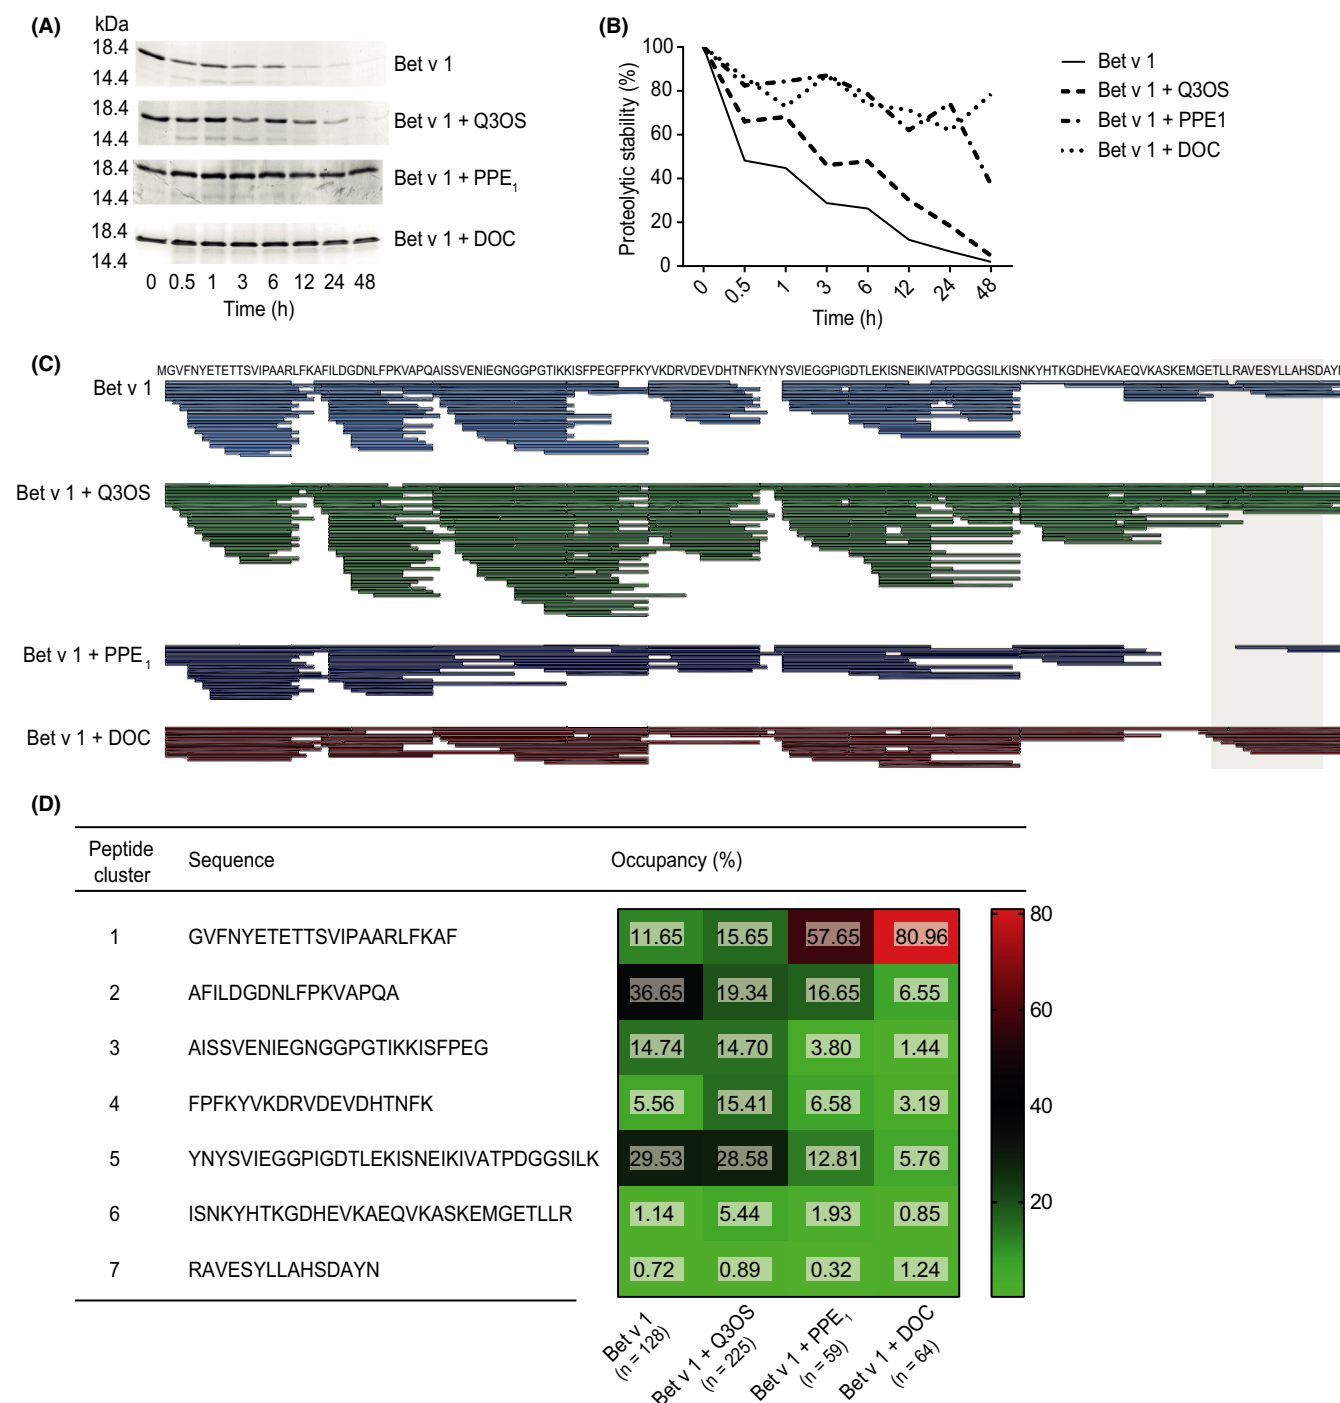 (A)
kDa
18.4
14.4
Bet v 1
18.4
14.4
Bet v 1 + Q3OS
18.4
14.4
Bet v 1 + PPE1
18.4
14.4
Bet v 1 + DOC
0 0.5 1 3 6 12 24 48
Time (h)
(B)
Proteolytic stability (%)
100
80
60
40
20
0
0 0.5 1 3 6 12 24 48
Time (h)
Bet v 1
Bet v 1 + Q3OS
Bet v 1 + PPE1
Bet v 1 + DOC
(C)
MGVFNYETETTSVIPAARLFKAFILDGDNLFPKVAPQAISSVENIEGNGGPGTIKKISFPEGFPFKYVKDRVDEVDHTNFKYNYSVIEGGPIGDTLEKISNEIKIVATPDGGSILKISNKYHTKGDHEVKAEQVKASKEMGETLLRAVESYLLAHSDAYN
Bet v 1
Bet v 1 + Q3OS
Bet v 1 + PPE1
Bet v 1 + DOC
(D)
Peptide cluster Sequence Occupancy (%)
1 GVFNYETETTSVIPAARLFKAF 11.65 15.65 57.65 80.96
2 AFILDGDNLFPKVAPQA 36.65 19.34 16.65 6.55
3 AISSVENIEGNGGPGTIKKISFPEG 14.74 14.70 3.80 1.44
4 FPFKYVKDRVDEVDHTNFK 5.56 15.41 6.58 3.19
5 YNYSVIEGGPIGDTLEKISNEIKIVATPDGGSILK 29.53 28.58 12.81 5.76
6 ISNKYHTKGDHEVKAEQVKASKEMGETLLR 1.14 5.44 1.93 0.85
7 RAVESYLLAHSDAYN 0.72 0.89 0.32 1.24
80
60
40
20
Bet v 1
(n = 128)
Bet v 1 + Q3OS
(n = 225)
Bet v 1 + PPE1
(n = 59)
Bet v 1 + DOC
(n = 64)